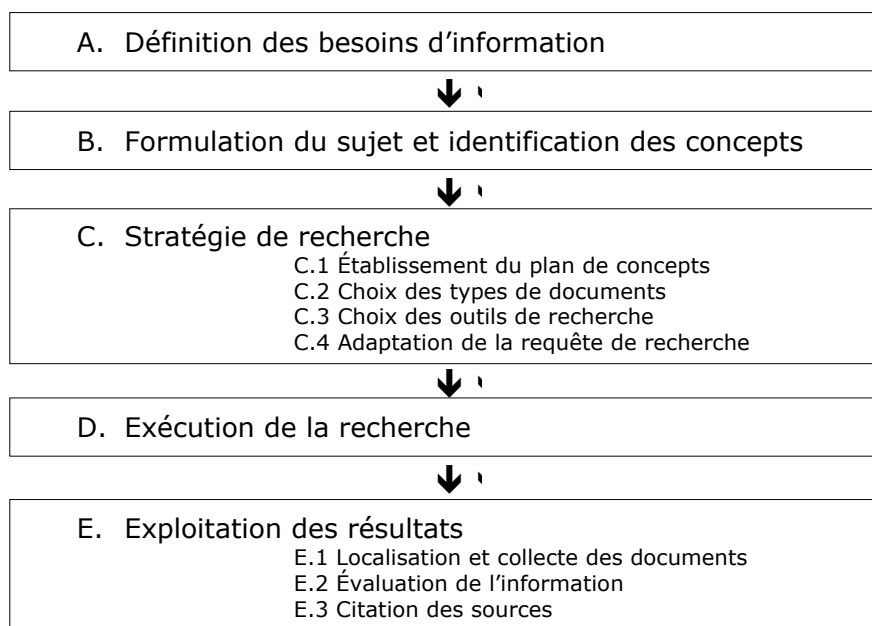 A. Définition des besoins d’information
B. Formulation du sujet et identification des concepts
C. Stratégie de recherche
C.1 Établissement du plan de concepts
C.2 Choix des types de documents
C.3 Choix des outils de recherche
C.4 Adaptation de la requête de recherche
D. Exécution de la recherche
E. Exploitation des résultats
E.1 Localisation et collecte des documents
E.2 Évaluation de l’information
E.3 Citation des sources